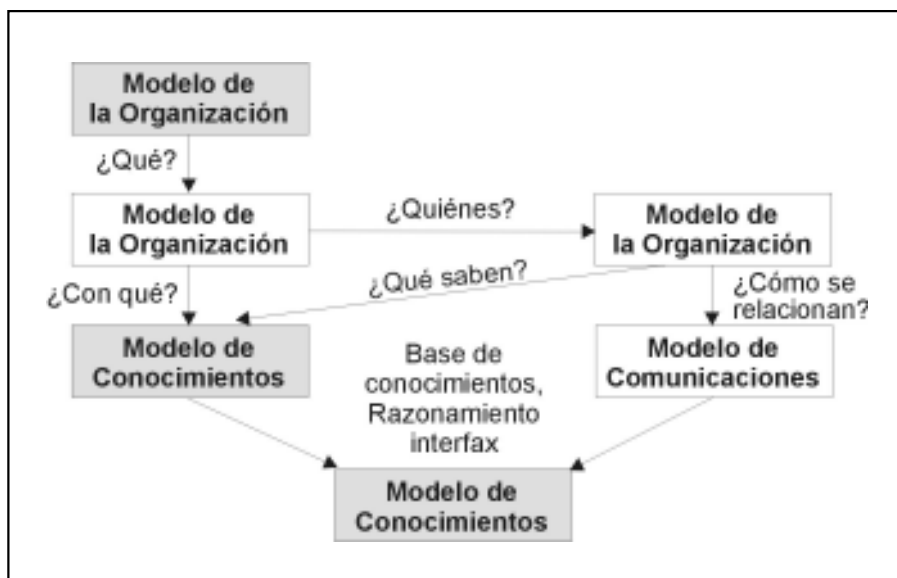 Modelo de
la Organización
¿Qué?
Modelo de
la Organización
¿Quiénes?
Modelo de
la Organización
¿Con qué?
¿Qué saben?
¿Cómo se
relacionan?
Modelo de
Conocimientos
Base de
conocimientos,
Razonamiento
interfax
Modelo de
Comunicaciones
Modelo de
Conocimientos